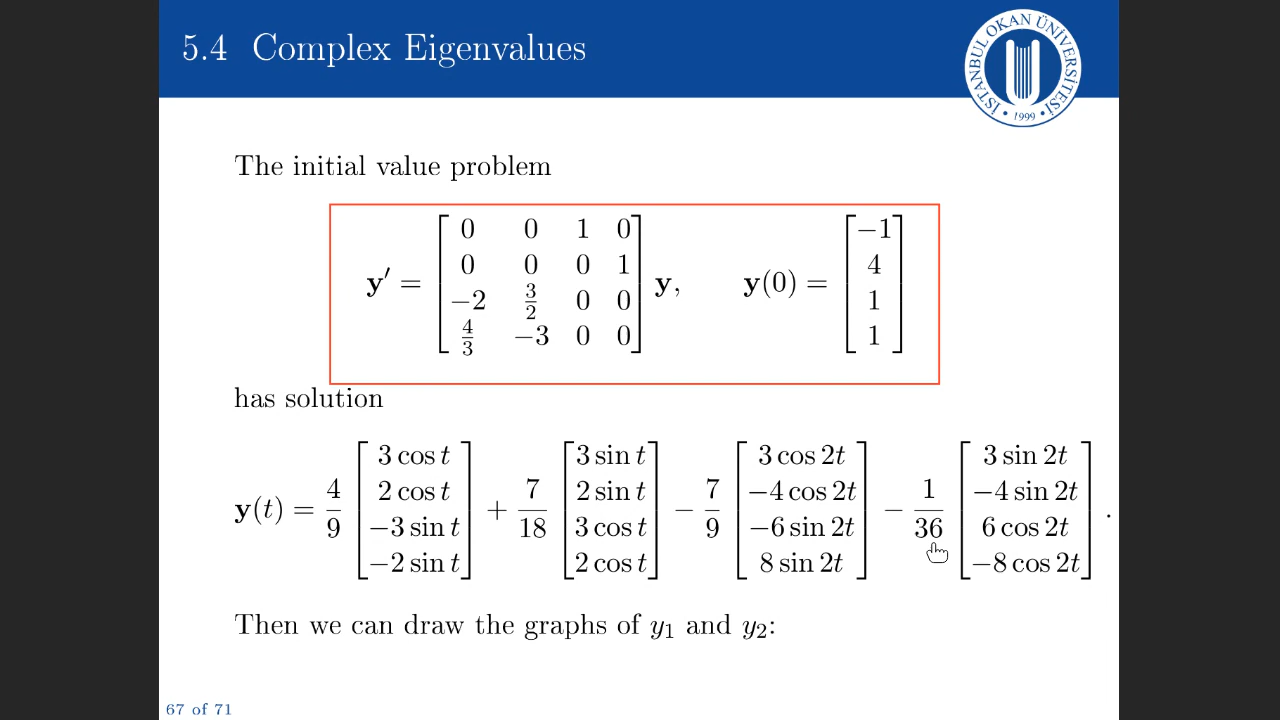 5.4 Complex Eigenvalues
İSTANBUL OKAN ÜNİVERSİTESİ
• 1999 •
The initial value problem
y′ = [0 0 1 0; 0 0 0 1; −2 3/2 0 0; 4/3 −3 0 0] y, y(0) = [−1; 4; 1; 1]
has solution
y(t) = 4/9 [3 cos t; 2 cos t; −3 sin t; −2 sin t] + 7/18 [3 sin t; 2 sin t; 3 cos t; 2 cos t] − 7/9 [3 cos 2t; −4 cos 2t; −6 sin 2t; 8 sin 2t] − 1/36 [3 sin 2t; −4 sin 2t; 6 cos 2t; −8 cos 2t].
Then we can draw the graphs of y₁ and y₂:
67 of 71